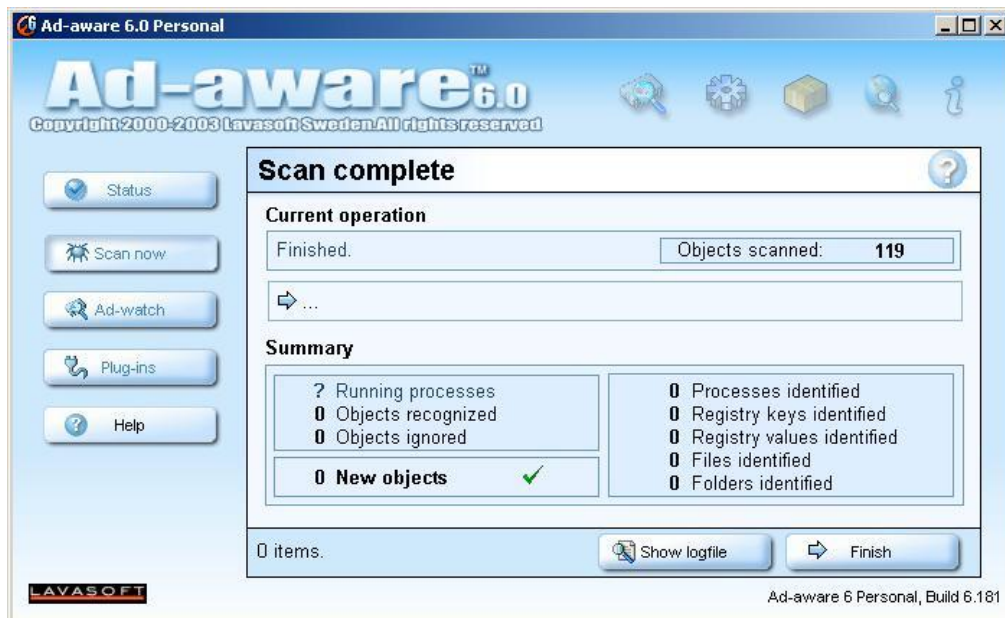 Ad-aware 6.0 Personal
Ad-aware 6.0 TM
Copyright 2000-2003 Lavasoft Sweden All rights reserved
Status
Scan now
Ad-watch
Plug-ins
Help
Scan complete
?
Current operation
Finished.
Objects scanned: 119
...
Summary
? Running processes
0 Objects recognized
0 Objects ignored
0 New objects
0 Processes identified
0 Registry keys identified
0 Registry values identified
0 Files identified
0 Folders identified
0 items.
Show logfile
Finish
LAVASOFT
Ad-aware 6 Personal, Build 6.181